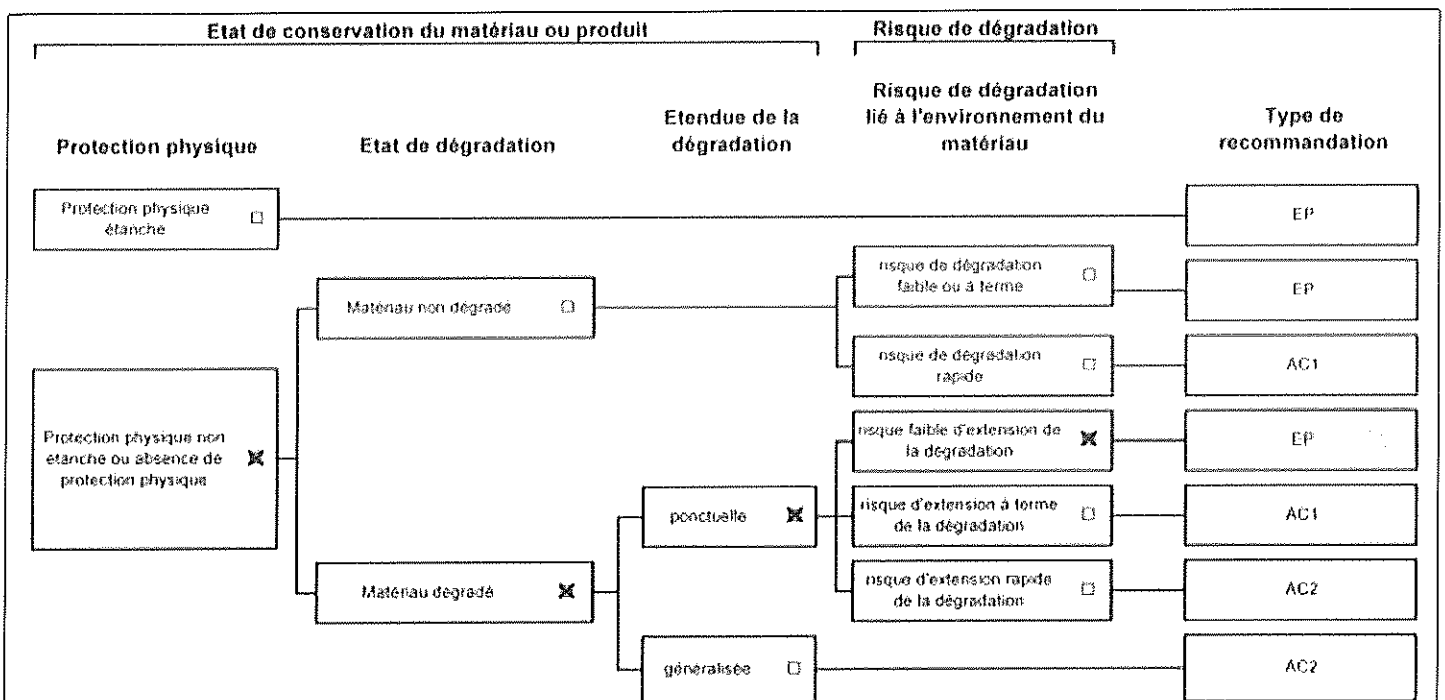 Etat de conservation du matériau ou produit
Risque de dégradation
Protection physique
Etat de dégradation
Etendue de la
dégradation
Risque de dégradation
lié à l'environnement du
matériau
Type de
recommandation
Protection physique
étanche
EP
Matériau non dégradé
risque de dégradation
faible ou à terme
EP
risque de dégradation
rapide
AC1
Protection physique non
étanche ou absence de
protection physique
risque faible d'extension de
la dégradation
EP
ponctuelle
risque d'extension à terme
de la dégradation
AC1
Matériau dégradé
risque d'extension rapide
de la dégradation
AC2
généralisée
AC2